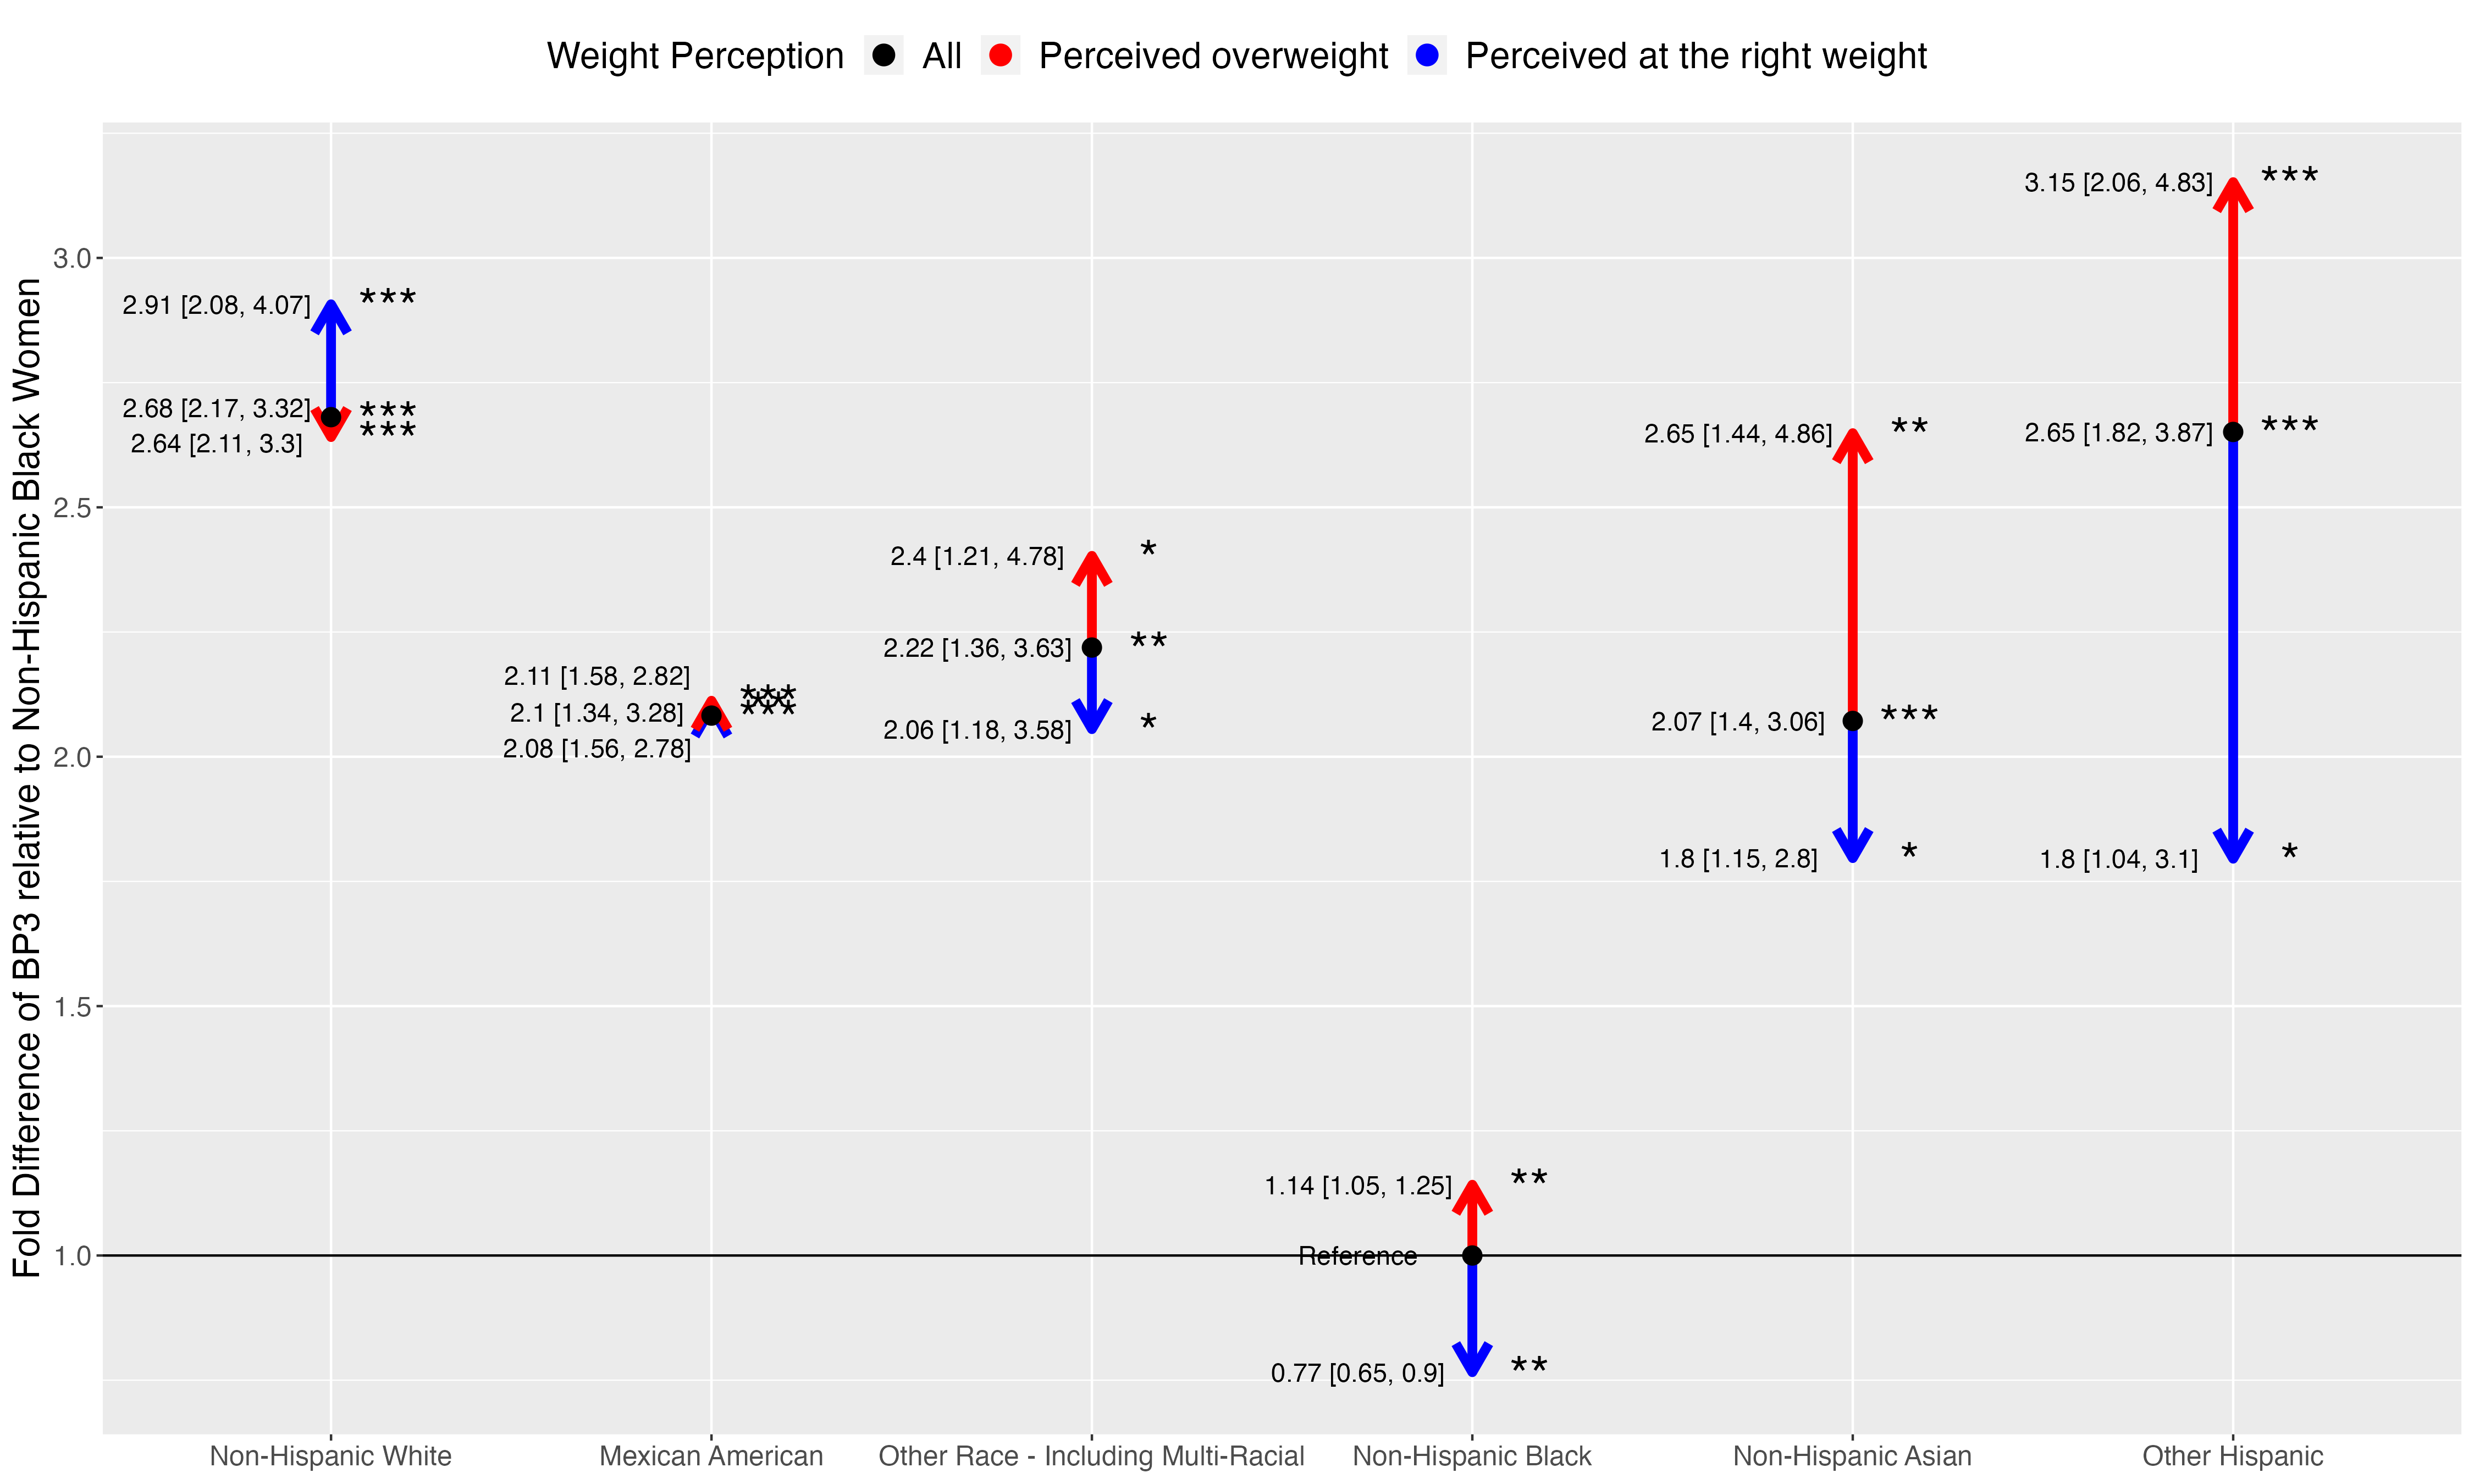 Weight Perception All Perceived overweight Perceived at the right weight
Fold Difference of BP3 relative to Non-Hispanic Black Women
3.0
2.5
2.0
1.5
1.0
2.91 [2.08, 4.07] ***
2.68 [2.17, 3.32] ***
2.64 [2.11, 3.3] ***
2.11 [1.58, 2.82] ***
2.1 [1.34, 3.28] **
2.08 [1.56, 2.78] ***
2.4 [1.21, 4.78] *
2.22 [1.36, 3.63] **
2.06 [1.18, 3.58] *
1.14 [1.05, 1.25] **
Reference
0.77 [0.65, 0.9] **
2.65 [1.44, 4.86] **
2.07 [1.4, 3.06] ***
1.8 [1.15, 2.8] *
3.15 [2.06, 4.83] ***
2.65 [1.82, 3.87] ***
1.8 [1.04, 3.1] *
Non-Hispanic White
Mexican American
Other Race - Including Multi-Racial
Non-Hispanic Black
Non-Hispanic Asian
Other Hispanic